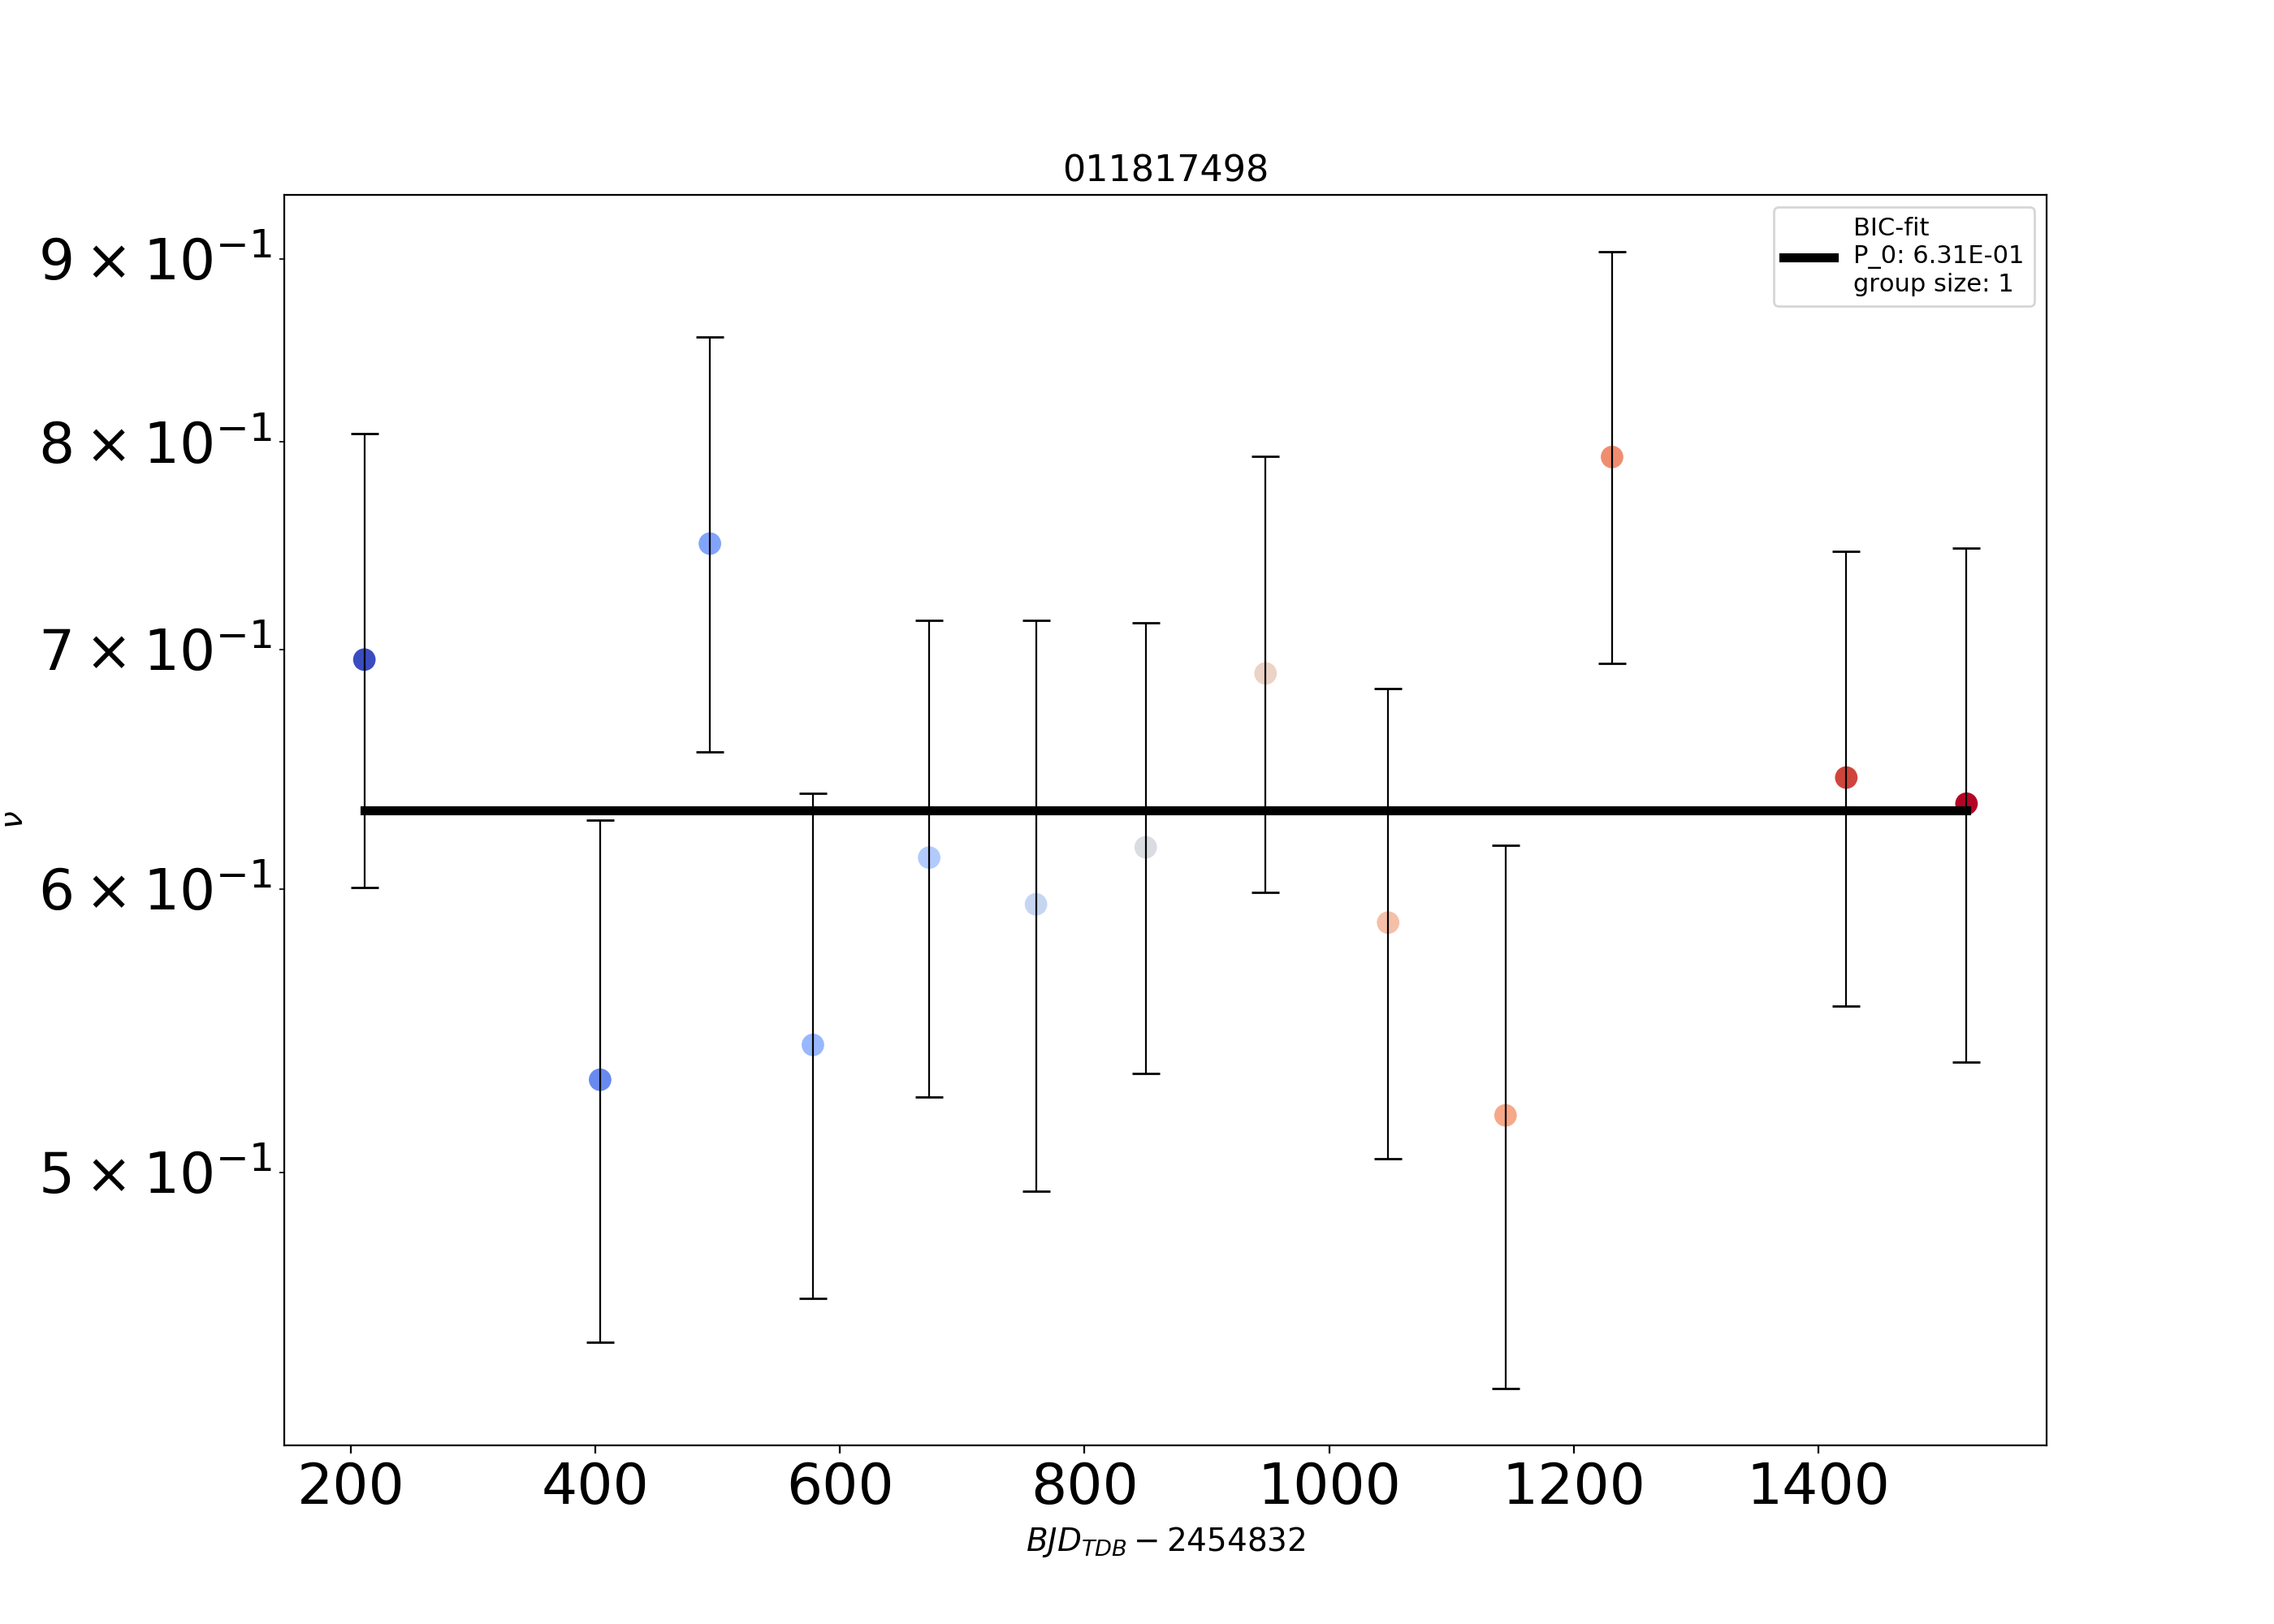 011817498
BIC-fit
P_0: 6.31E-01
group size: 1
9 × 10⁻¹
8 × 10⁻¹
7 × 10⁻¹
6 × 10⁻¹
5 × 10⁻¹
ν
200 400 600 800 1000 1200 1400
BJD_TDB − 2454832